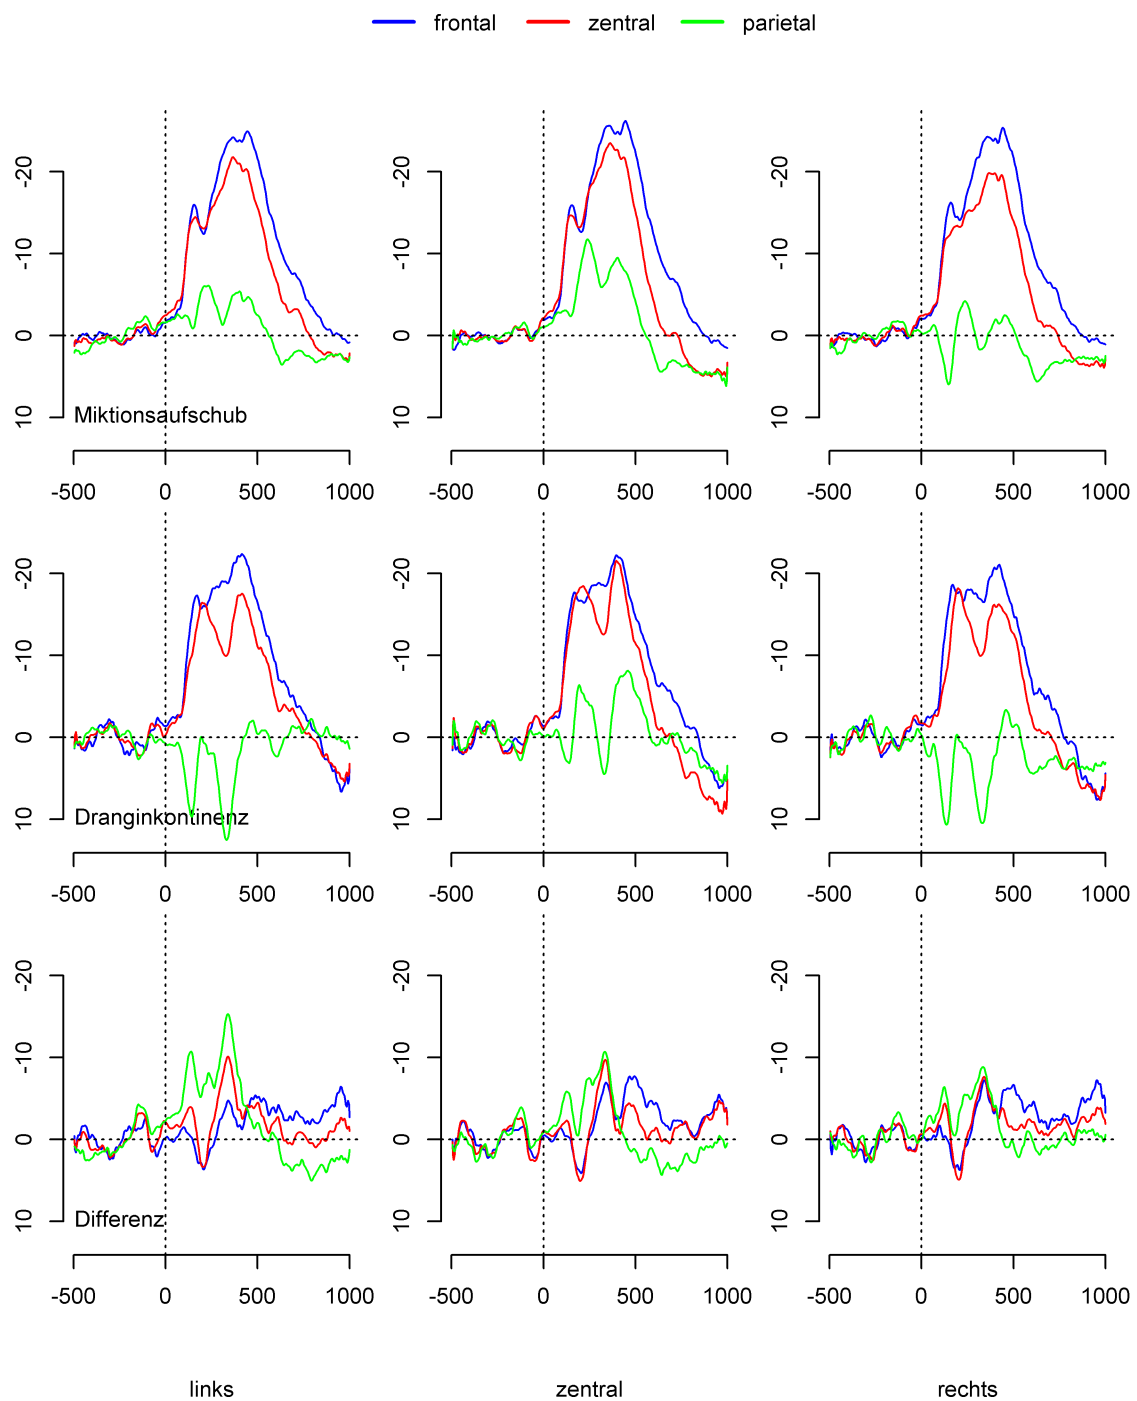 frontal zentral parietal
-20 -20 -20
-10 -10 -10
0 0 0
10 10 10
Miktionsaufschub
-500 0 500 1000 -500 0 500 1000 -500 0 500 1000
-20 -20 -20
-10 -10 -10
0 0 0
10 10 10
Dranginkontinenz
-500 0 500 1000 -500 0 500 1000 -500 0 500 1000
-20 -20 -20
-10 -10 -10
0 0 0
10 10 10
Differenz
-500 0 500 1000 -500 0 500 1000 -500 0 500 1000
links zentral rechts